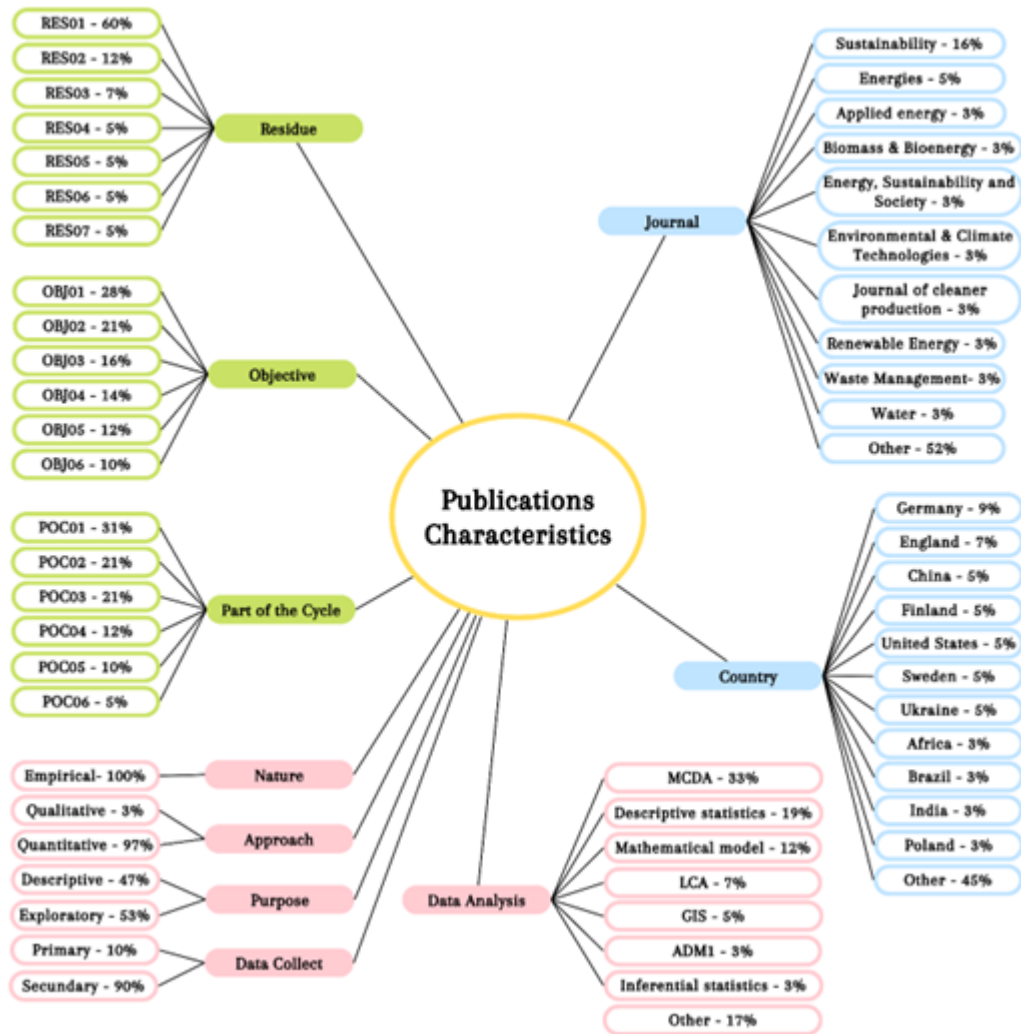 RES01 - 60%
RES02 - 12%
RES03 - 7%
RES04 - 5%
RES05 - 5%
RES06 - 5%
RES07 - 5%
Residue
OBJ01 - 28%
OBJ02 - 21%
OBJ03 - 16%
OBJ04 - 14%
OBJ05 - 12%
OBJ06 - 10%
Objective
POC01 - 31%
POC02 - 21%
POC03 - 21%
POC04 - 12%
POC05 - 10%
POC06 - 5%
Part of the Cycle
Empirical- 100%
Nature
Qualitative - 3%
Quantitative - 97%
Approach
Descriptive - 47%
Exploratory - 53%
Purpose
Primary - 10%
Secundary - 90%
Data Collect
Publications
Characteristics
Journal
Sustainability - 16%
Energies - 5%
Applied energy - 3%
Biomass & Bioenergy - 3%
Energy, Sustainability and
Society - 3%
Environmental & Climate
Technologies - 3%
Journal of cleaner
production - 3%
Renewable Energy - 3%
Waste Management- 3%
Water - 3%
Other - 52%
Country
Germany - 9%
England - 7%
China - 5%
Finland - 5%
United States - 5%
Sweden - 5%
Ukraine - 5%
Africa - 3%
Brazil - 3%
India - 3%
Poland - 3%
Other - 45%
Data Analysis
MCDA - 33%
Descriptive statistics - 19%
Mathematical model - 12%
LCA - 7%
GIS - 5%
ADM1 - 3%
Inferential statistics - 3%
Other - 17%